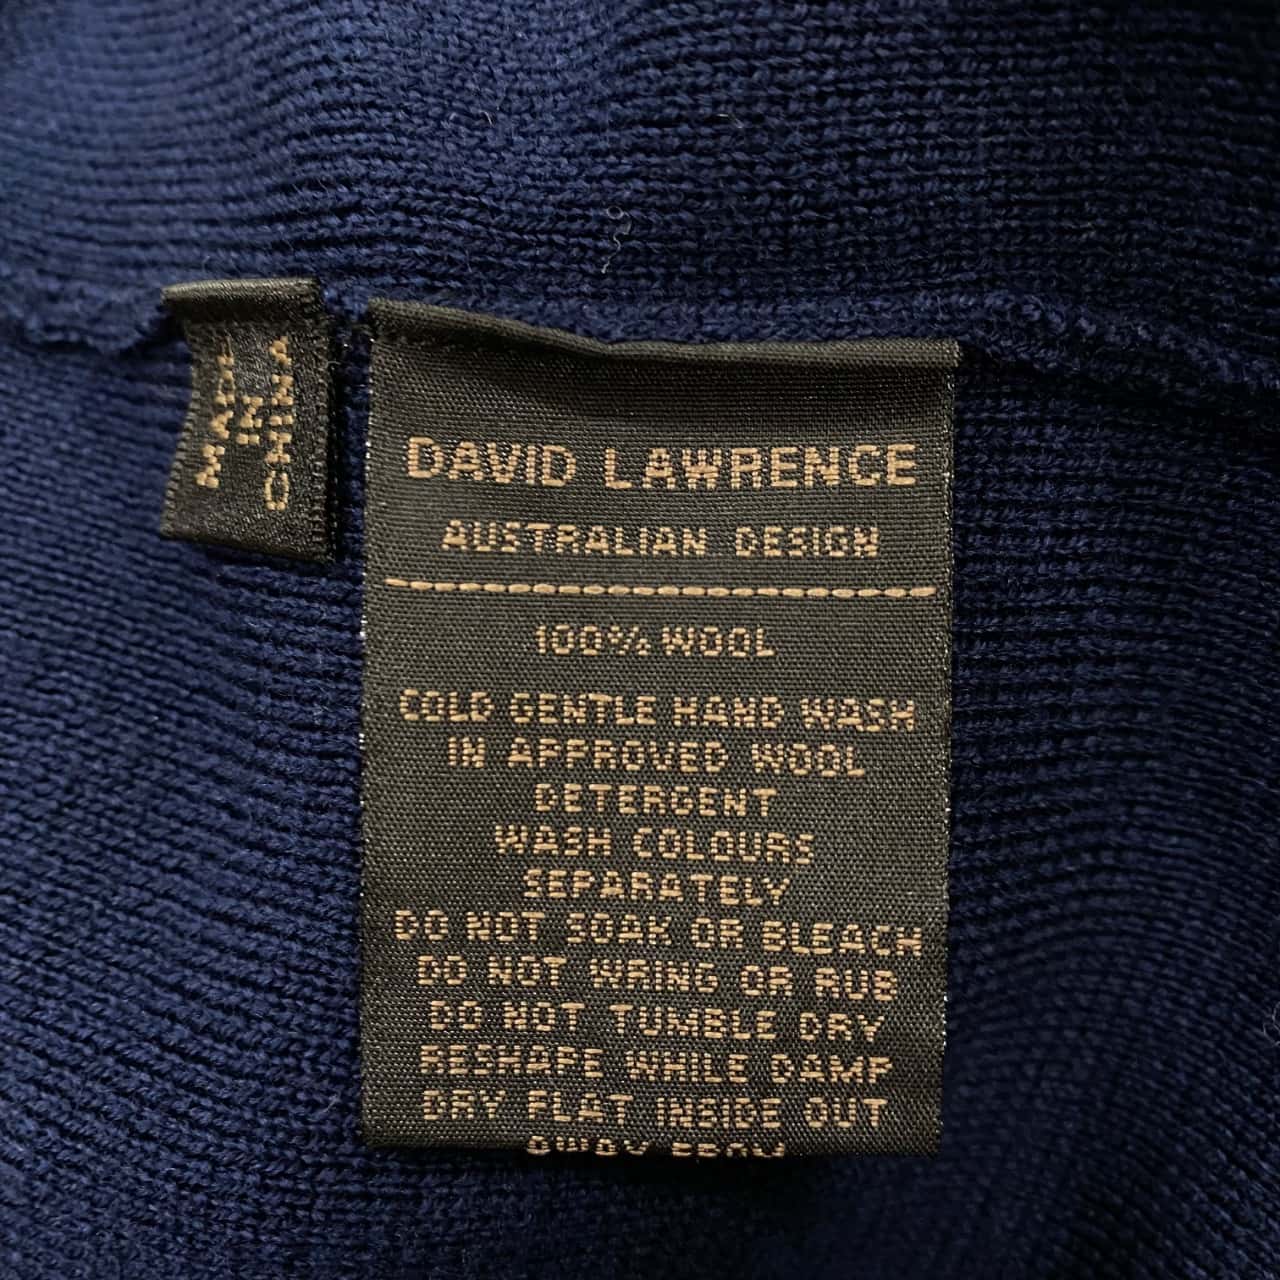 MADE
IN
CHINA
DAVID LAWRENCE
AUSTRALIAN DESIGN
100% WOOL
COLD GENTLE HAND WASH
IN APPROVED WOOL
DETERGENT
WASH COLOURS
SEPARATELY
DO NOT SOAK OR BLEACH
DO NOT WRING OR RUB
DO NOT TUMBLE DRY
RESHAPE WHILE DAMP
DRY FLAT INSIDE OUT
AWAY FROM